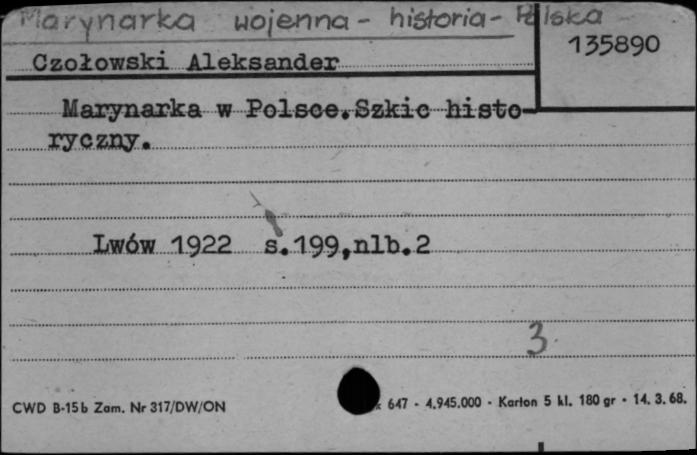 Marynarka wojenna - historia - Polska
135890
Czołowski Aleksander
Marynarka w Polsce.Szkic histo-
ryczny.
Lwów 1922 s.199,nlb.2
3
CWD B-15b Zam. Nr 317/DW/ON
647 - 4.945.000 - Karton 5 kl. 180 gr - 14. 3. 68.